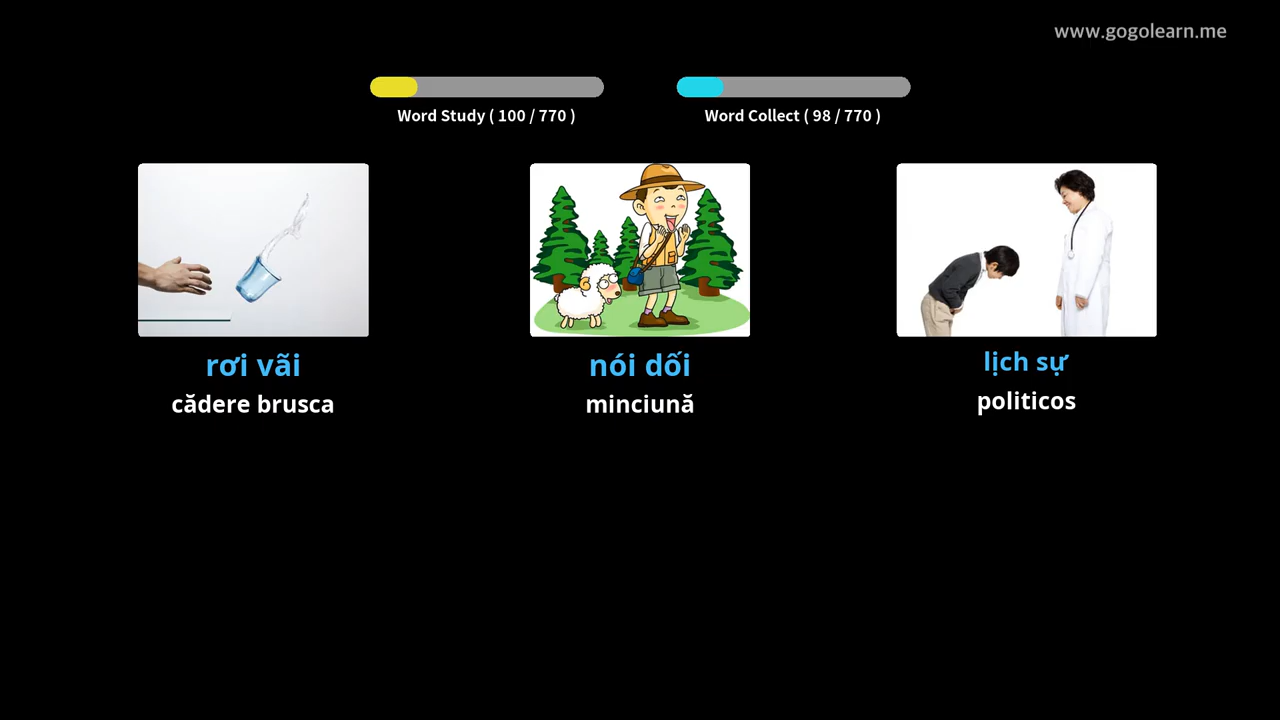 www.gogolearn.me
Word Study ( 100 / 770 )
Word Collect ( 98 / 770 )
rơi vãi
cădere brusca
nói dối
minciună
lịch sự
politicos